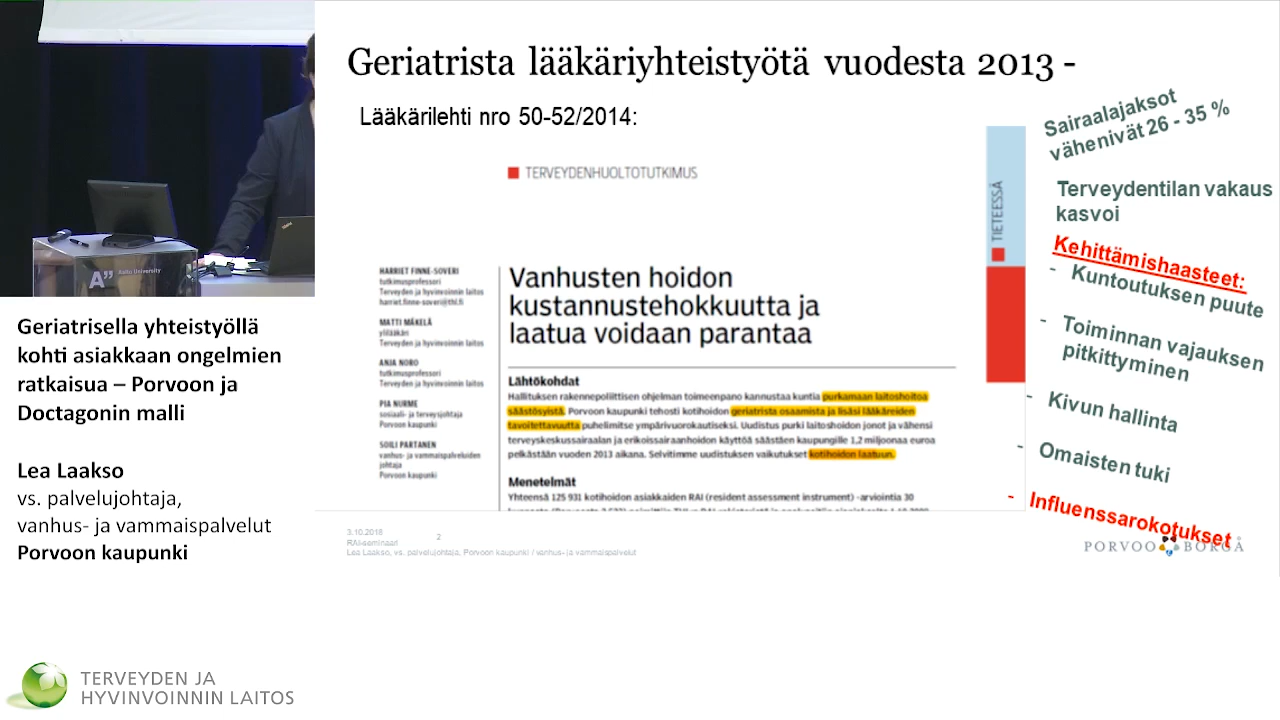 Geriatrista lääkäriyhteistyötä vuodesta 2013 -
Lääkärilehti nro 50-52/2014:
TERVEYDENHUOLTOTUTKIMUS
TIETEESSÄ
HARRIET FINNE-SOVERI
tutkimusprofessori
Terveyden ja hyvinvoinnin laitos
harriet.finne-soveri@thl.fi
MATTI MÄKELÄ
ylilääkäri
Terveyden ja hyvinvoinnin laitos
ANJA NORO
tutkimusprofessori
Terveyden ja hyvinvoinnin laitos
PIA NURME
sosiaali- ja terveysjohtaja
Porvoon kaupunki
SOILI PARTANEN
vanhus- ja vammaispalveluiden
johtaja
Porvoon kaupunki
Vanhusten hoidon
kustannustehokkuutta ja
laatua voidaan parantaa
Lähtökohdat
Hallituksen rakennepoliittisen ohjelman toimeenpano kannustaa kuntia purkamaan laitoshoitoa
säästösyistä. Porvoon kaupunki tehosti kotihoidon geriatrista osaamista ja lisäsi lääkäreiden
tavoitettavuutta puhelimitse ympärivuorokautiseksi. Uudistus purki laitoshoidon jonot ja vähensi
terveyskeskussairaalan ja erikoissairaanhoidon käyttöä säästäen kaupungille 1,2 miljoonaa euroa
pelkästään vuoden 2013 aikana. Selvitimme uudistuksen vaikutukset kotihoidon laatuun.
Menetelmät
Yhteensä 125 931 kotihoidon asiakkaiden RAI (resident assessment instrument) -arviointia 30
Sairaalajaksot
vähenivät 26 - 35 %
Terveydentilan vakaus
kasvoi
Kehittämishaasteet:
- Kuntoutuksen puute
- Toiminnan vajauksen
pitkittyminen
- Kivun hallinta
- Omaisten tuki
- Influenssarokotukset
3.10.2016
RAI-seminaari
Lea Laakso, vs. palvelujohtaja, Porvoon kaupunki / vanhus- ja vammaispalvelut
2
PORVOO BORGÅ
A”
Aalto University
Geriatrisella yhteistyöllä
kohti asiakkaan ongelmien
ratkaisua – Porvoon ja
Doctagonin malli
Lea Laakso
vs. palvelujohtaja,
vanhus- ja vammaispalvelut
Porvoon kaupunki
TERVEYDEN JA
HYVINVOINNIN LAITOS